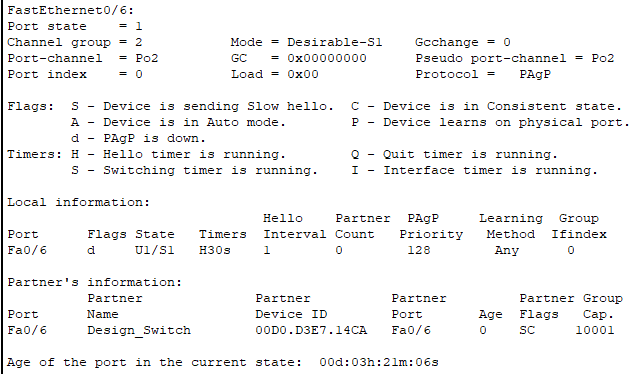 FastEthernet0/6:
Port state    = 1
Channel group = 2           Mode = Desirable-Sl    Gcchange = 0
Port-channel  = Po2         GC   = 0x00000000      Pseudo port-channel = Po2
Port index    = 0           Load = 0x00            Protocol =   PAgP

Flags:  S - Device is sending Slow hello.  C - Device is in Consistent state.
        A - Device is in Auto mode.        P - Device learns on physical port.
        d - PAgP is down.
Timers: H - Hello timer is running.        Q - Quit timer is running.
        S - Switching timer is running.    I - Interface timer is running.

Local information:
                                Hello    Partner  PAgP     Learning  Group
Port      Flags State   Timers  Interval Count   Priority   Method  Ifindex
Fa0/6     d     U1/S1   H30s    1        0        128        Any      0

Partner's information:
          Partner              Partner          Partner         Partner Group
Port      Name                 Device ID        Port       Age  Flags   Cap.
Fa0/6     Design_Switch        00D0.D3E7.14CA   Fa0/6      0    SC      10001

Age of the port in the current state:  00d:03h:21m:06s